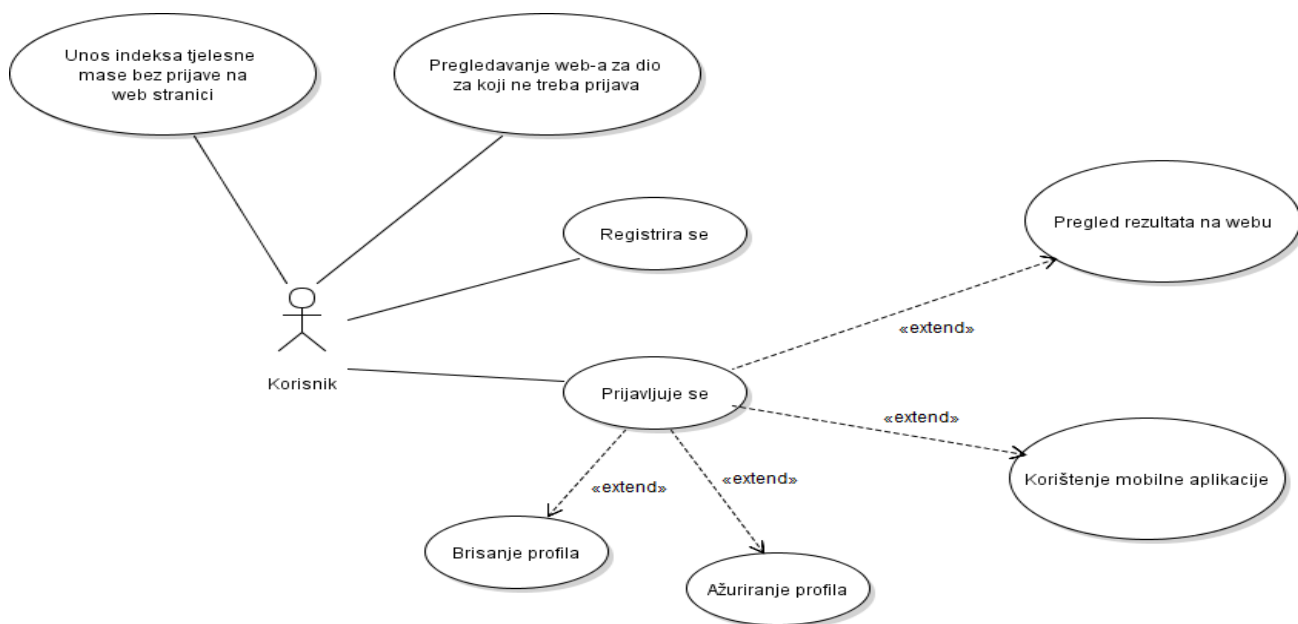 Unos indeksa tjelesne
mase bez prijave na
web stranici
Pregledavanje web-a za dio
za koji ne treba prijava
Registrira se
Pregled rezultata na webu
«extend»
Korisnik
Prijavljuje se
«extend»
Korištenje mobilne aplikacije
«extend»
«extend»
Brisanje profila
Ažuriranje profila